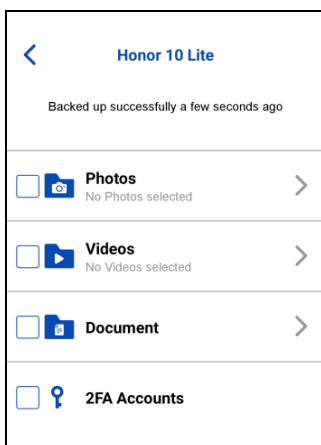 Honor 10 Lite
Backed up successfully a few seconds ago
Photos
No Photos selected
Videos
No Videos selected
Document
2FA Accounts